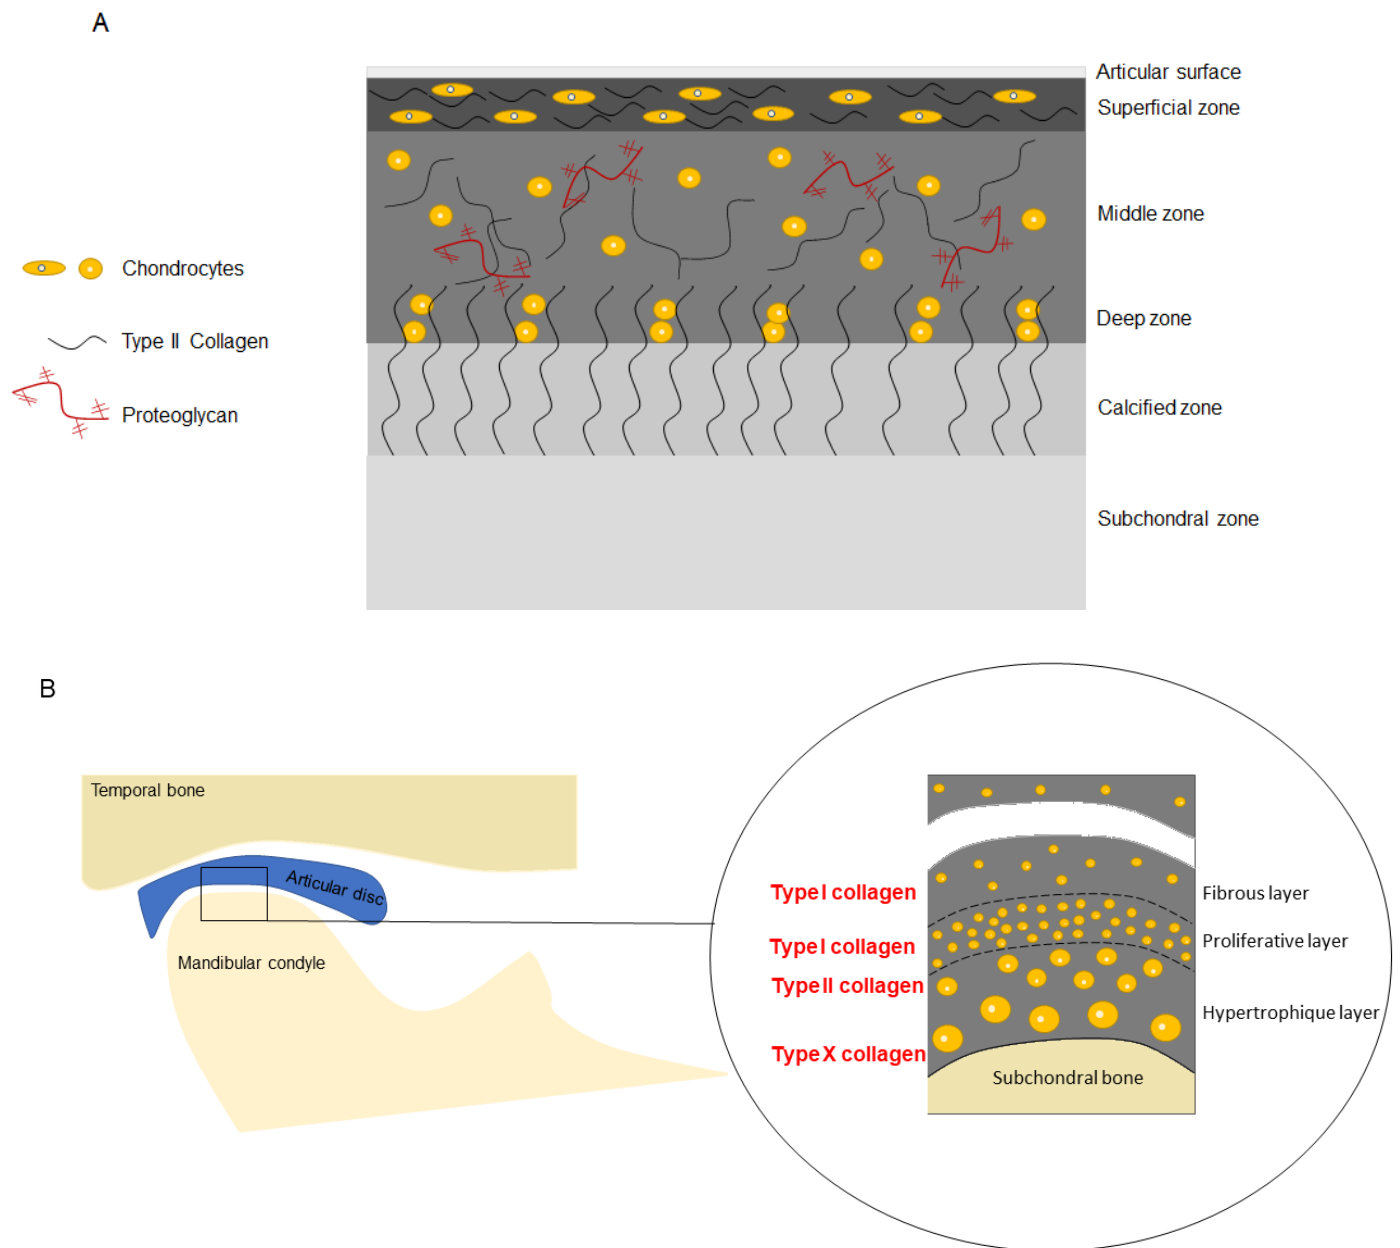 A
Articular surface
Superficial zone
Middle zone
Chondrocytes
Type II Collagen
Deep zone
Proteoglycan
Calcified zone
Subchondral zone
B
Temporal bone
Articular disc
Mandibular condyle
Type I collagen
Fibrous layer
Type I collagen
Proliferative layer
Type II collagen
Hypertrophique layer
Type X collagen
Subchondral bone